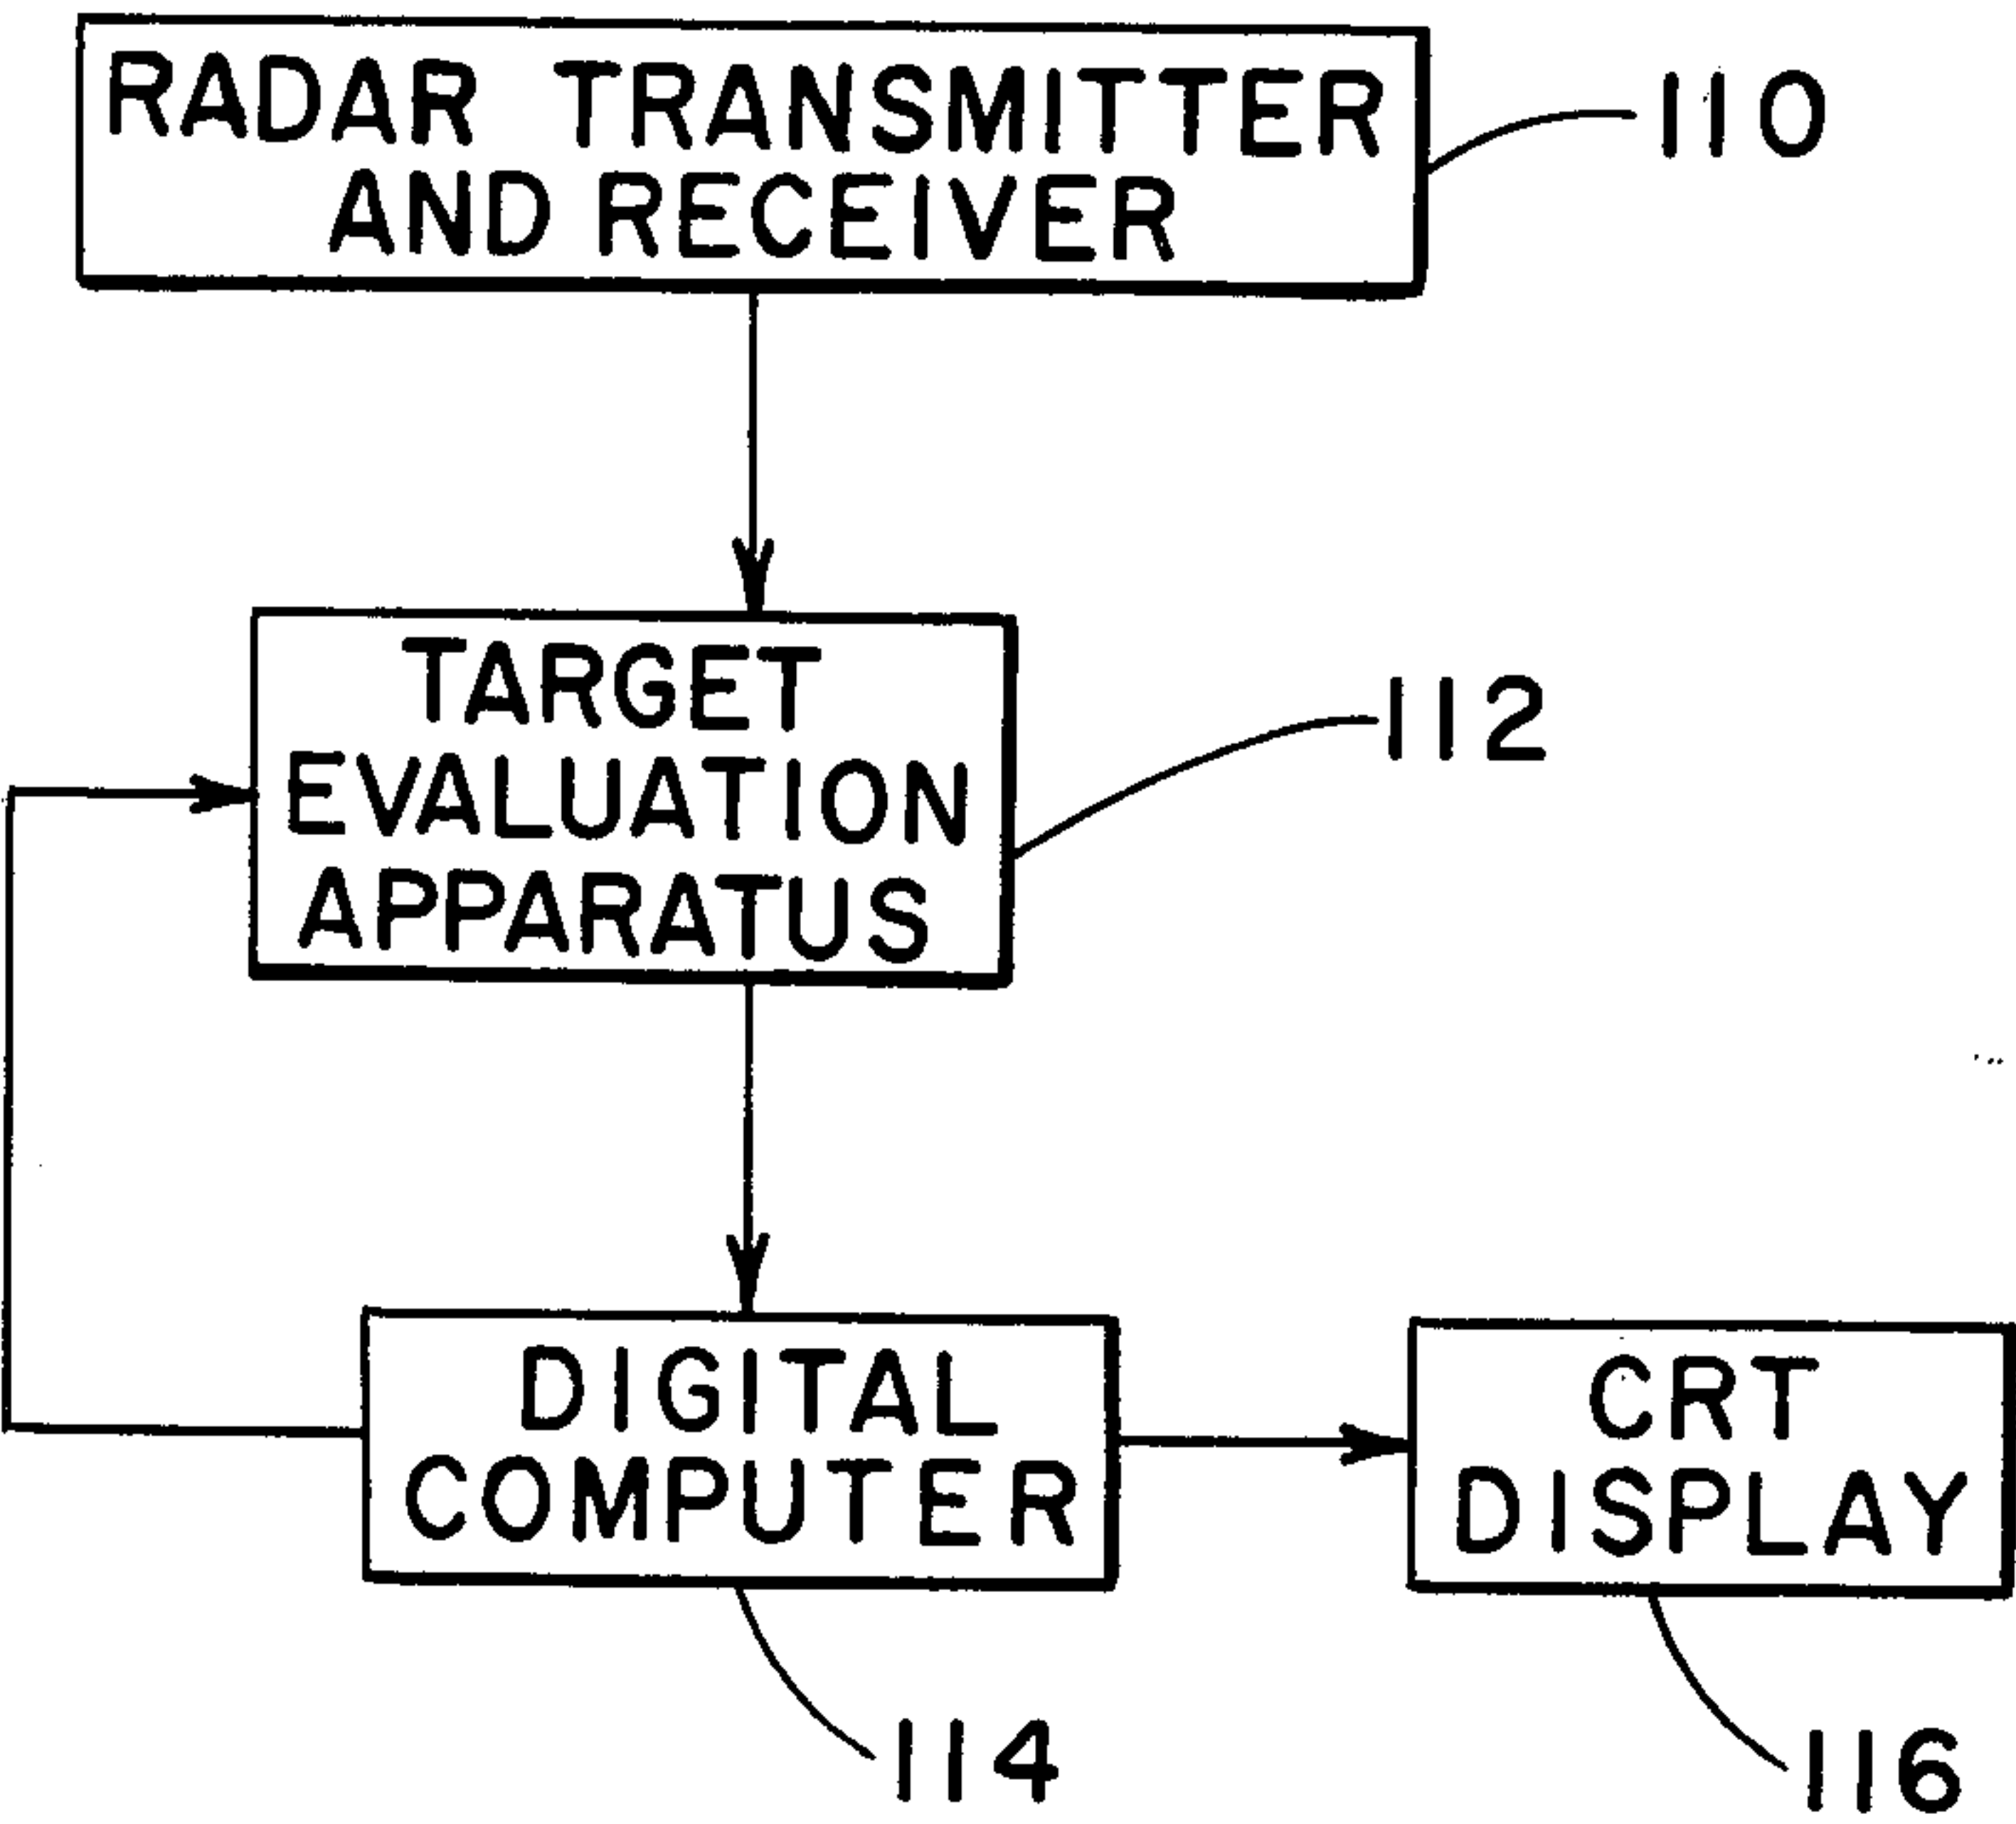 RADAR TRANSMITTER
AND RECEIVER
110
TARGET
EVALUATION
APPARATUS
112
DIGITAL
COMPUTER
114
CRT
DISPLAY
116